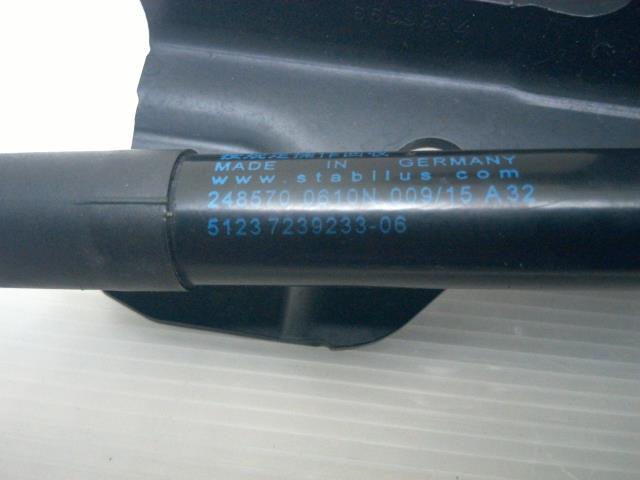 MADE IN GERMANY
www.stabilus.com
248570 0610N 009/15 A32
5123 7239233-06